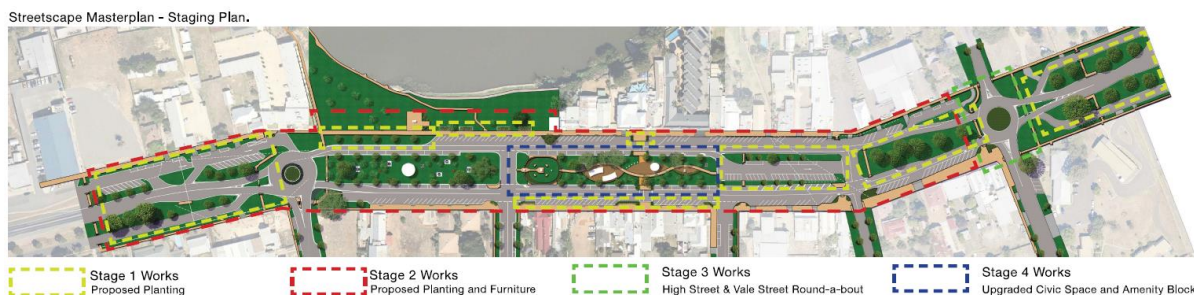 Streetscape Masterplan - Staging Plan.
Stage 1 Works
Proposed Planting
Stage 2 Works
Proposed Planting and Furniture
Stage 3 Works
High Street & Vale Street Round-a-bout
Stage 4 Works
Upgraded Civic Space and Amenity Block